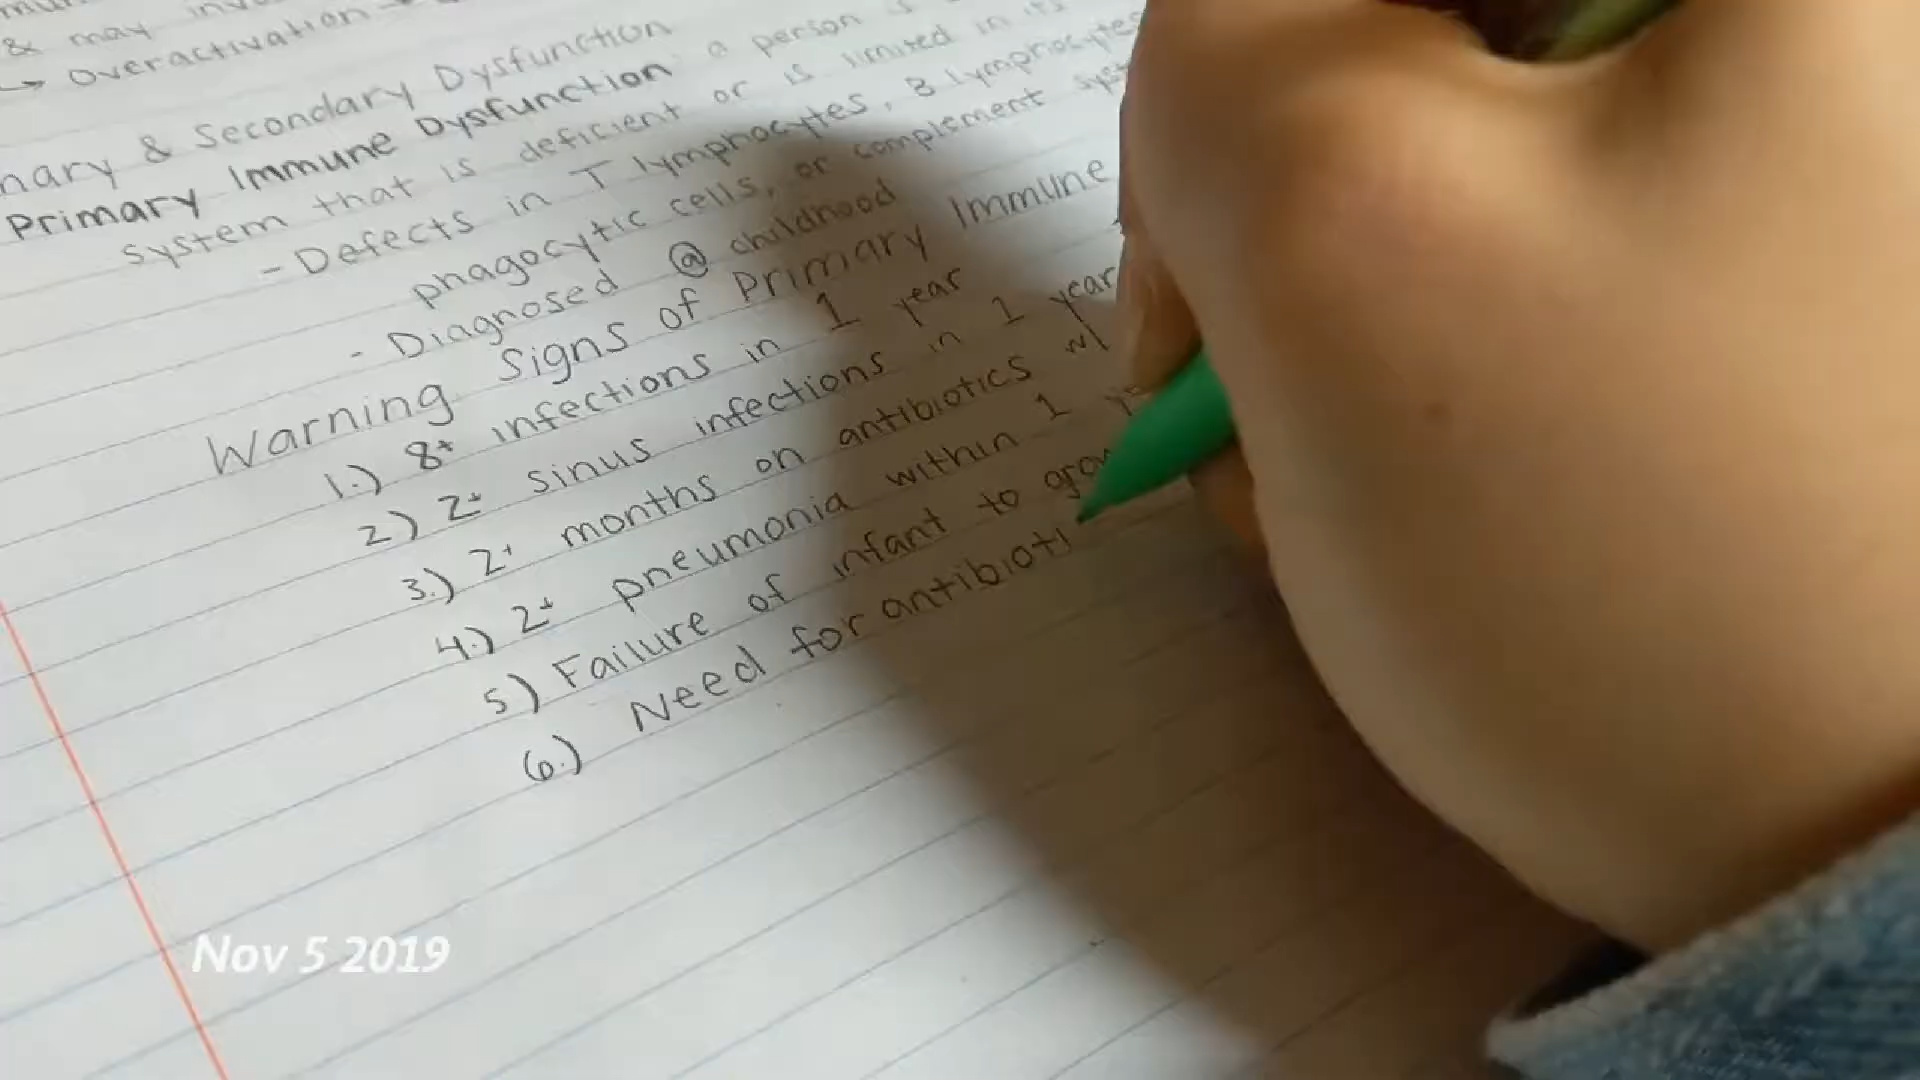 & may
↳ overactivation
& Secondary Dysfunction
Primary Immune Dysfunction a person is
system that is deficient or is limited in its
- Defects in T lymphocytes, B lymphocytes
phagocytic cells, or complement
- Diagnosed @ childhood
Warning signs of Primary Immune
1.) 8+ infections in 1 year
2) 2+ sinus infections in 1 year
3.) 2+ months on antibiotics w/
4.) 2+ pneumonia within 1
5) Failure of infant to
6.) Need for antibioti
Nov 5 2019